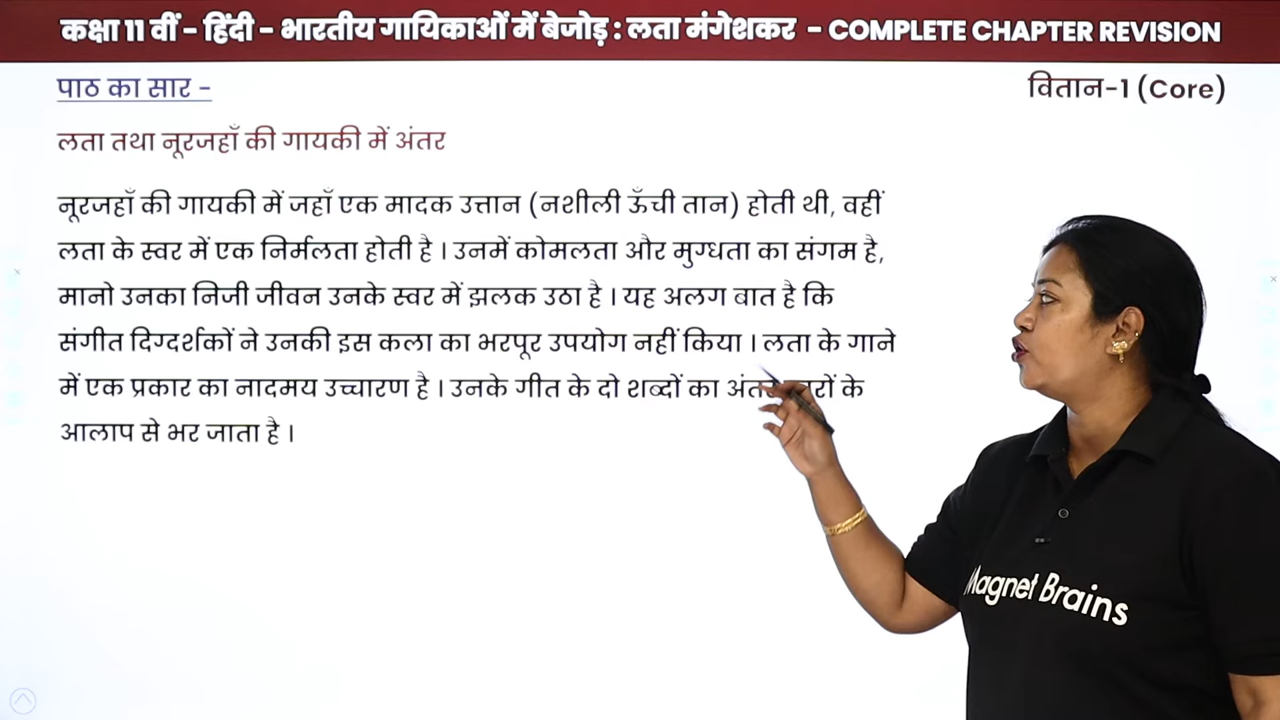 कक्षा 11 वीं - हिंदी - भारतीय गायिकाओं में बेजोड़ : लता मंगेशकर - COMPLETE CHAPTER REVISION
पाठ का सार -
वितान-1 (Core)
लता तथा नूरजहाँ की गायकी में अंतर
नूरजहाँ की गायकी में जहाँ एक मादक उत्तान (नशीली ऊँची तान) होती थी, वहीं
लता के स्वर में एक निर्मलता होती है । उनमें कोमलता और मुग्धता का संगम है,
मानो उनका निजी जीवन उनके स्वर में झलक उठा है । यह अलग बात है कि
संगीत दिग्दर्शकों ने उनकी इस कला का भरपूर उपयोग नहीं किया । लता के गाने
में एक प्रकार का नादमय उच्चारण है । उनके गीत के दो शब्दों का के
आलाप से भर जाता है ।
Magnet Brains